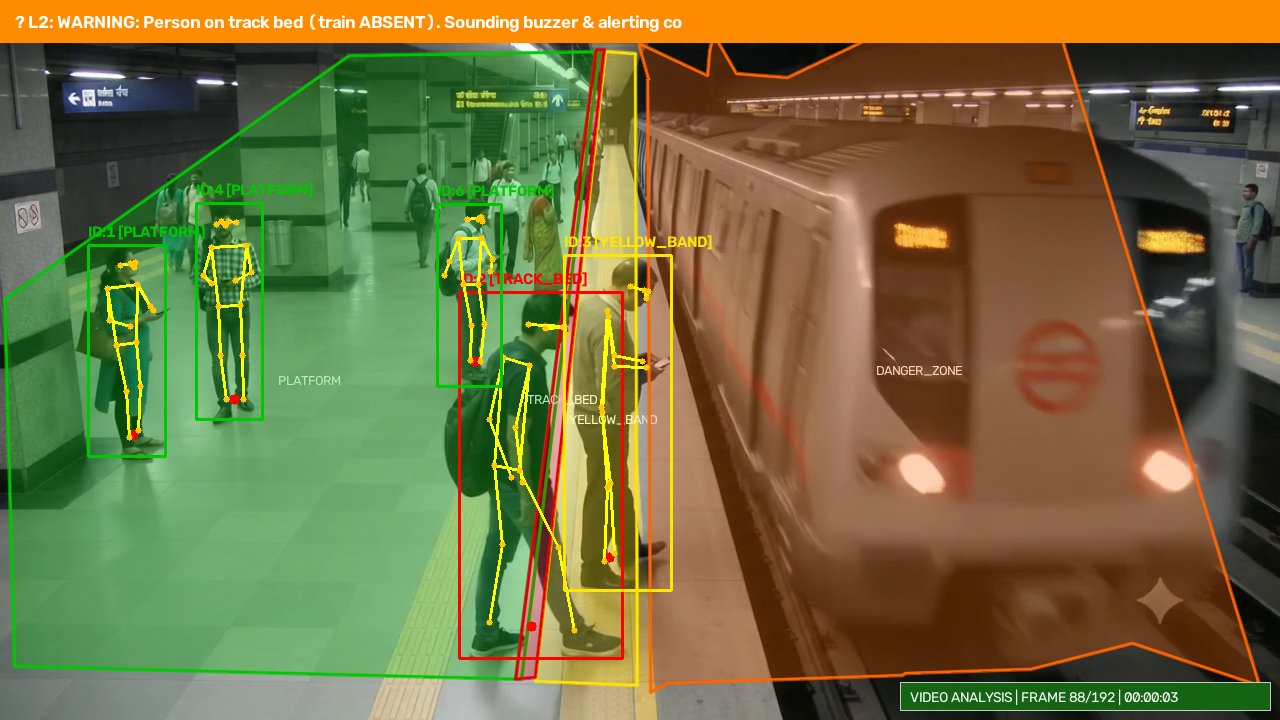 ? L2: WARNING: Person on track bed (train ABSENT). Sounding buzzer & alerting co
ID:4 [PLATFORM]
ID:6 [PLATFORM]
ID:1 [PLATFORM]
ID:3 [YELLOW_BAND]
ID:2 [TRACK_BED]
PLATFORM
DANGER_ZONE
TRACK_BED
YELLOW_BAND
VIDEO ANALYSIS | FRAME 88/192 | 00:00:03